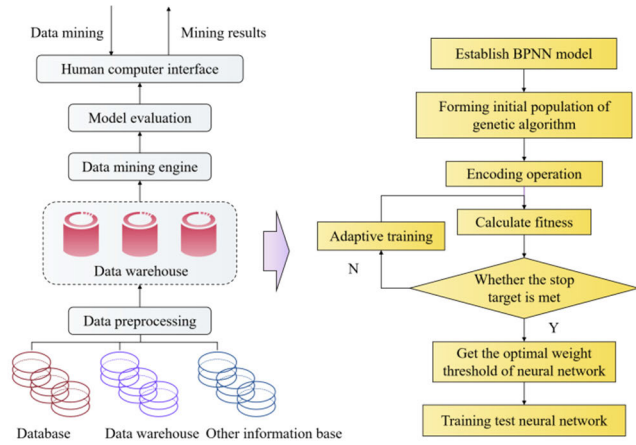 Data mining
Mining results
Human computer interface
Model evaluation
Data mining engine
Data warehouse
Data preprocessing
Database
Data warehouse
Other information base
Establish BPNN model
Forming initial population of
genetic algorithm
Encoding operation
Calculate fitness
Adaptive training
N
Whether the stop
target is met
Y
Get the optimal weight
threshold of neural network
Training test neural network